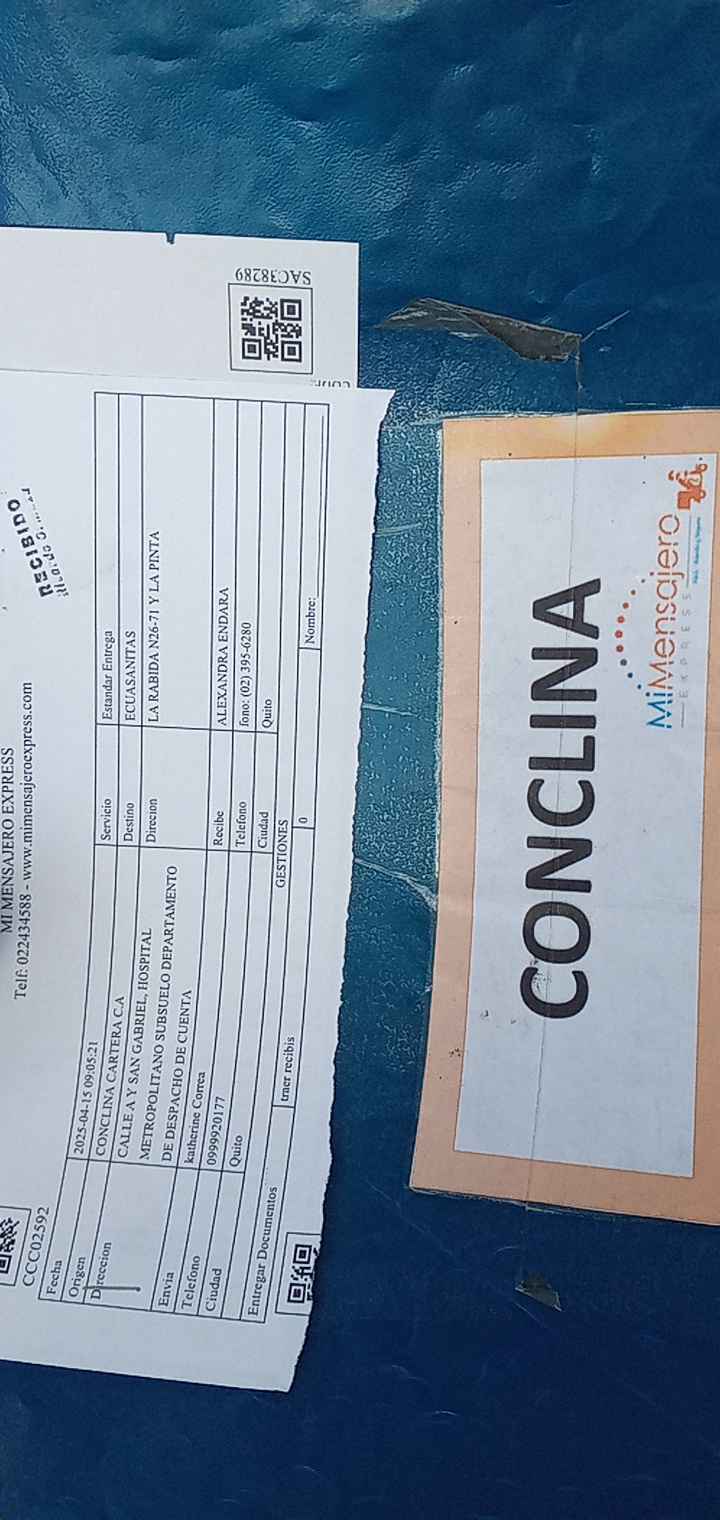 MI MENSAJERO EXPRESS
Telf: 022434588 - www.mimensajeroexpress.com
RECIBIDO
CCC02592
Fecha 2025-04-15 09:05:21
Origen CONCLINA CARTERA C.A Servicio Estandar Entrega
Direccion CALLE A Y SAN GABRIEL, HOSPITAL Destino ECUASANITAS
METROPOLITANO SUBSUELO DEPARTAMENTO Direcion LA RABIDA N26-71 Y LA PINTA
DE DESPACHO DE CUENTA
Envia katherine Correa Recibe ALEXANDRA ENDARA
Telefono 0999920177 Telefono fono: (02) 395-6280
Ciudad Quito Ciudad Quito
GESTIONES
Entregar Documentos trner recibis 0 Nombre:
SAC38289
CONCLINA
MiMensajero
EXPRESS